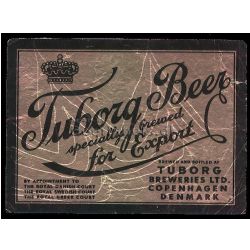 Tuborg Beer
specially brewed
for Export
BY APPOINTMENT TO
THE ROYAL DANISH COURT
THE ROYAL SWEDISH COURT
THE ROYAL GREEK COURT
BREWED AND BOTTLED AT
TUBORG
BREWERIES LTD.
COPENHAGEN
DENMARK